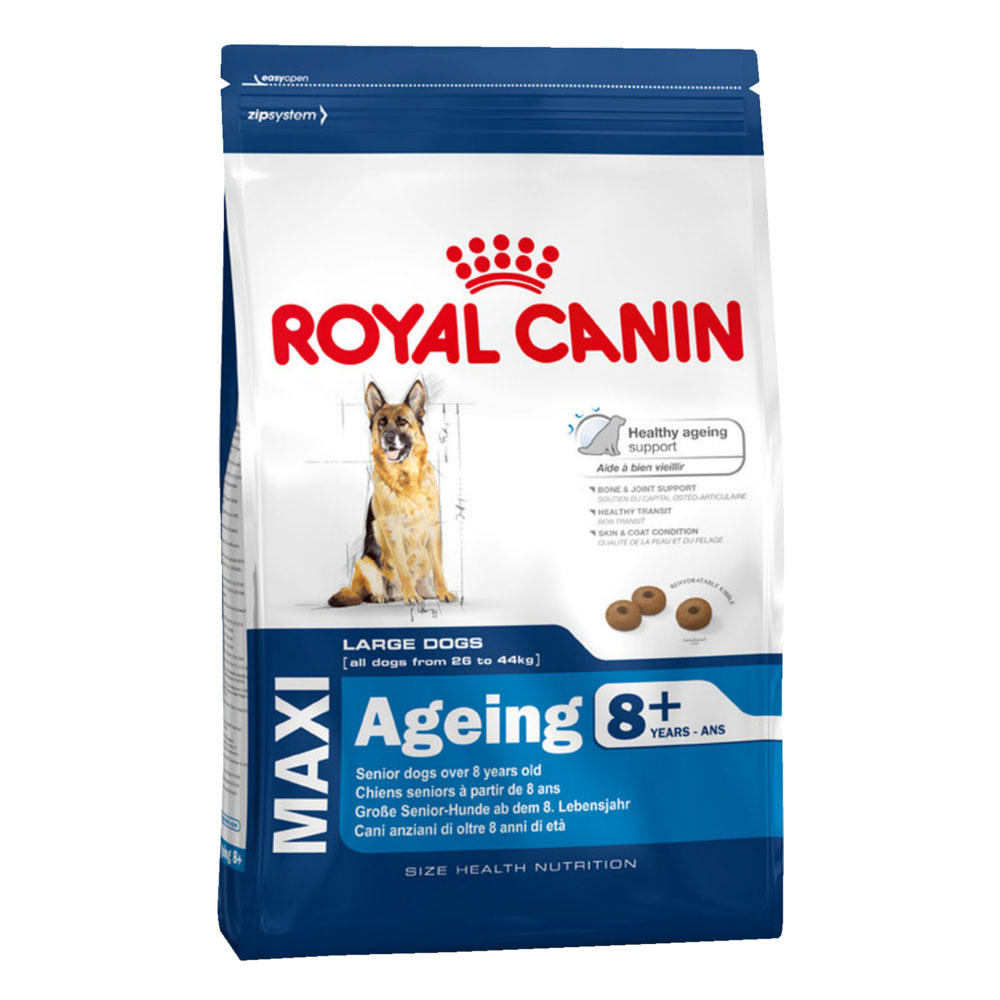 easyopen
zipsystem
ROYAL CANIN
Healthy ageing
support
Aide à bien vieillir
BONE & JOINT SUPPORT
SOUTIEN DU CAPITAL OSTÉO-ARTICULAIRE
HEALTHY TRANSIT
BON TRANSIT
SKIN & COAT CONDITION
QUALITÉ DE LA PEAU ET DU PELAGE
REHYDRATABLE KIBBLE
LARGE DOGS
[all dogs from 26 to 44kg]
MAXI
Ageing 8+
YEARS - ANS
Senior dogs over 8 years old
Chiens seniors à partir de 8 ans
Große Senior-Hunde ab dem 8. Lebensjahr
Cani anziani di oltre 8 anni di età
SIZE HEALTH NUTRITION
8+